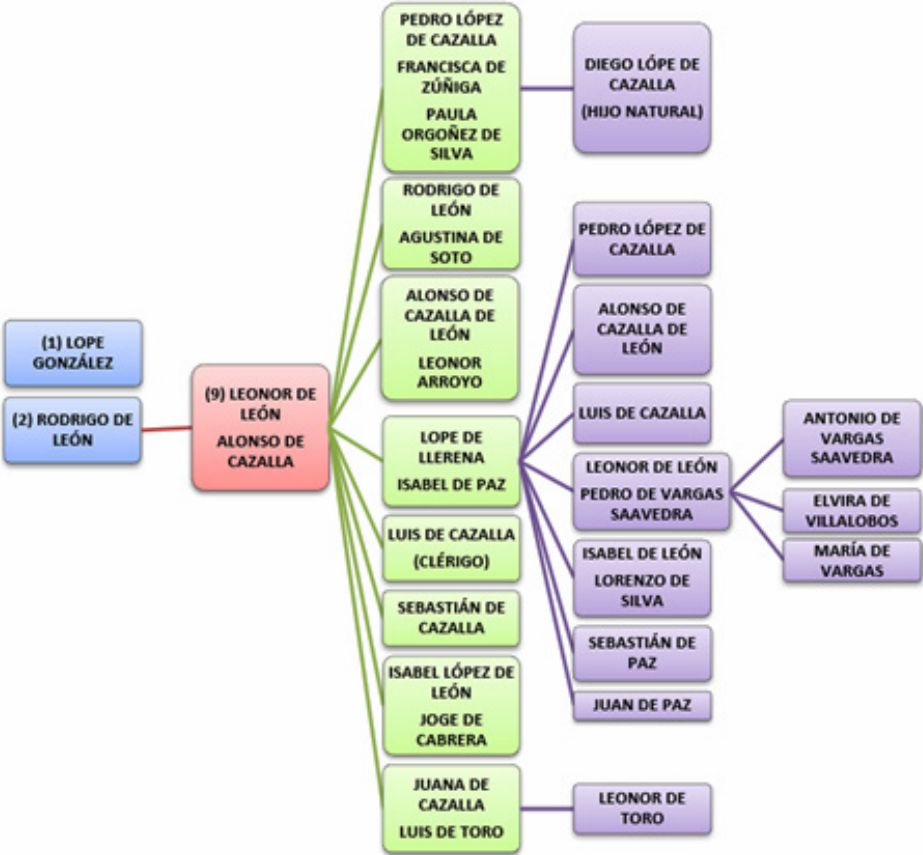 (1) LOPE
GONZÁLEZ
(2) RODRIGO DE
LEÓN
(9) LEONOR DE
LEÓN
ALONSO DE
CAZALLA
PEDRO LÓPEZ
DE CAZALLA
FRANCISCA DE
ZÚÑIGA
PAULA
ORGOÑEZ DE
SILVA
RODRIGO DE
LEÓN
AGUSTINA DE
SOTO
ALONSO DE
CAZALLA DE
LEÓN
LEONOR
ARROYO
LOPE DE
LLERENA
ISABEL DE PAZ
LUIS DE CAZALLA
(CLÉRIGO)
SEBASTIÁN DE
CAZALLA
ISABEL LÓPEZ DE
LEÓN
JOGE DE
CABRERA
JUANA DE
CAZALLA
LUIS DE TORO
DIEGO LÓPE DE
CAZALLA
(HIJO NATURAL)
PEDRO LÓPEZ DE
CAZALLA
ALONSO DE
CAZALLA DE
LEÓN
LUIS DE CAZALLA
LEONOR DE LEÓN
PEDRO DE VARGAS
SAAVEDRA
ISABEL DE LEÓN
LORENZO DE
SILVA
SEBASTIÁN DE
PAZ
JUAN DE PAZ
LEONOR DE
TORO
ANTONIO DE
VARGAS
SAAVEDRA
ELVIRA DE
VILLALOBOS
MARÍA DE
VARGAS